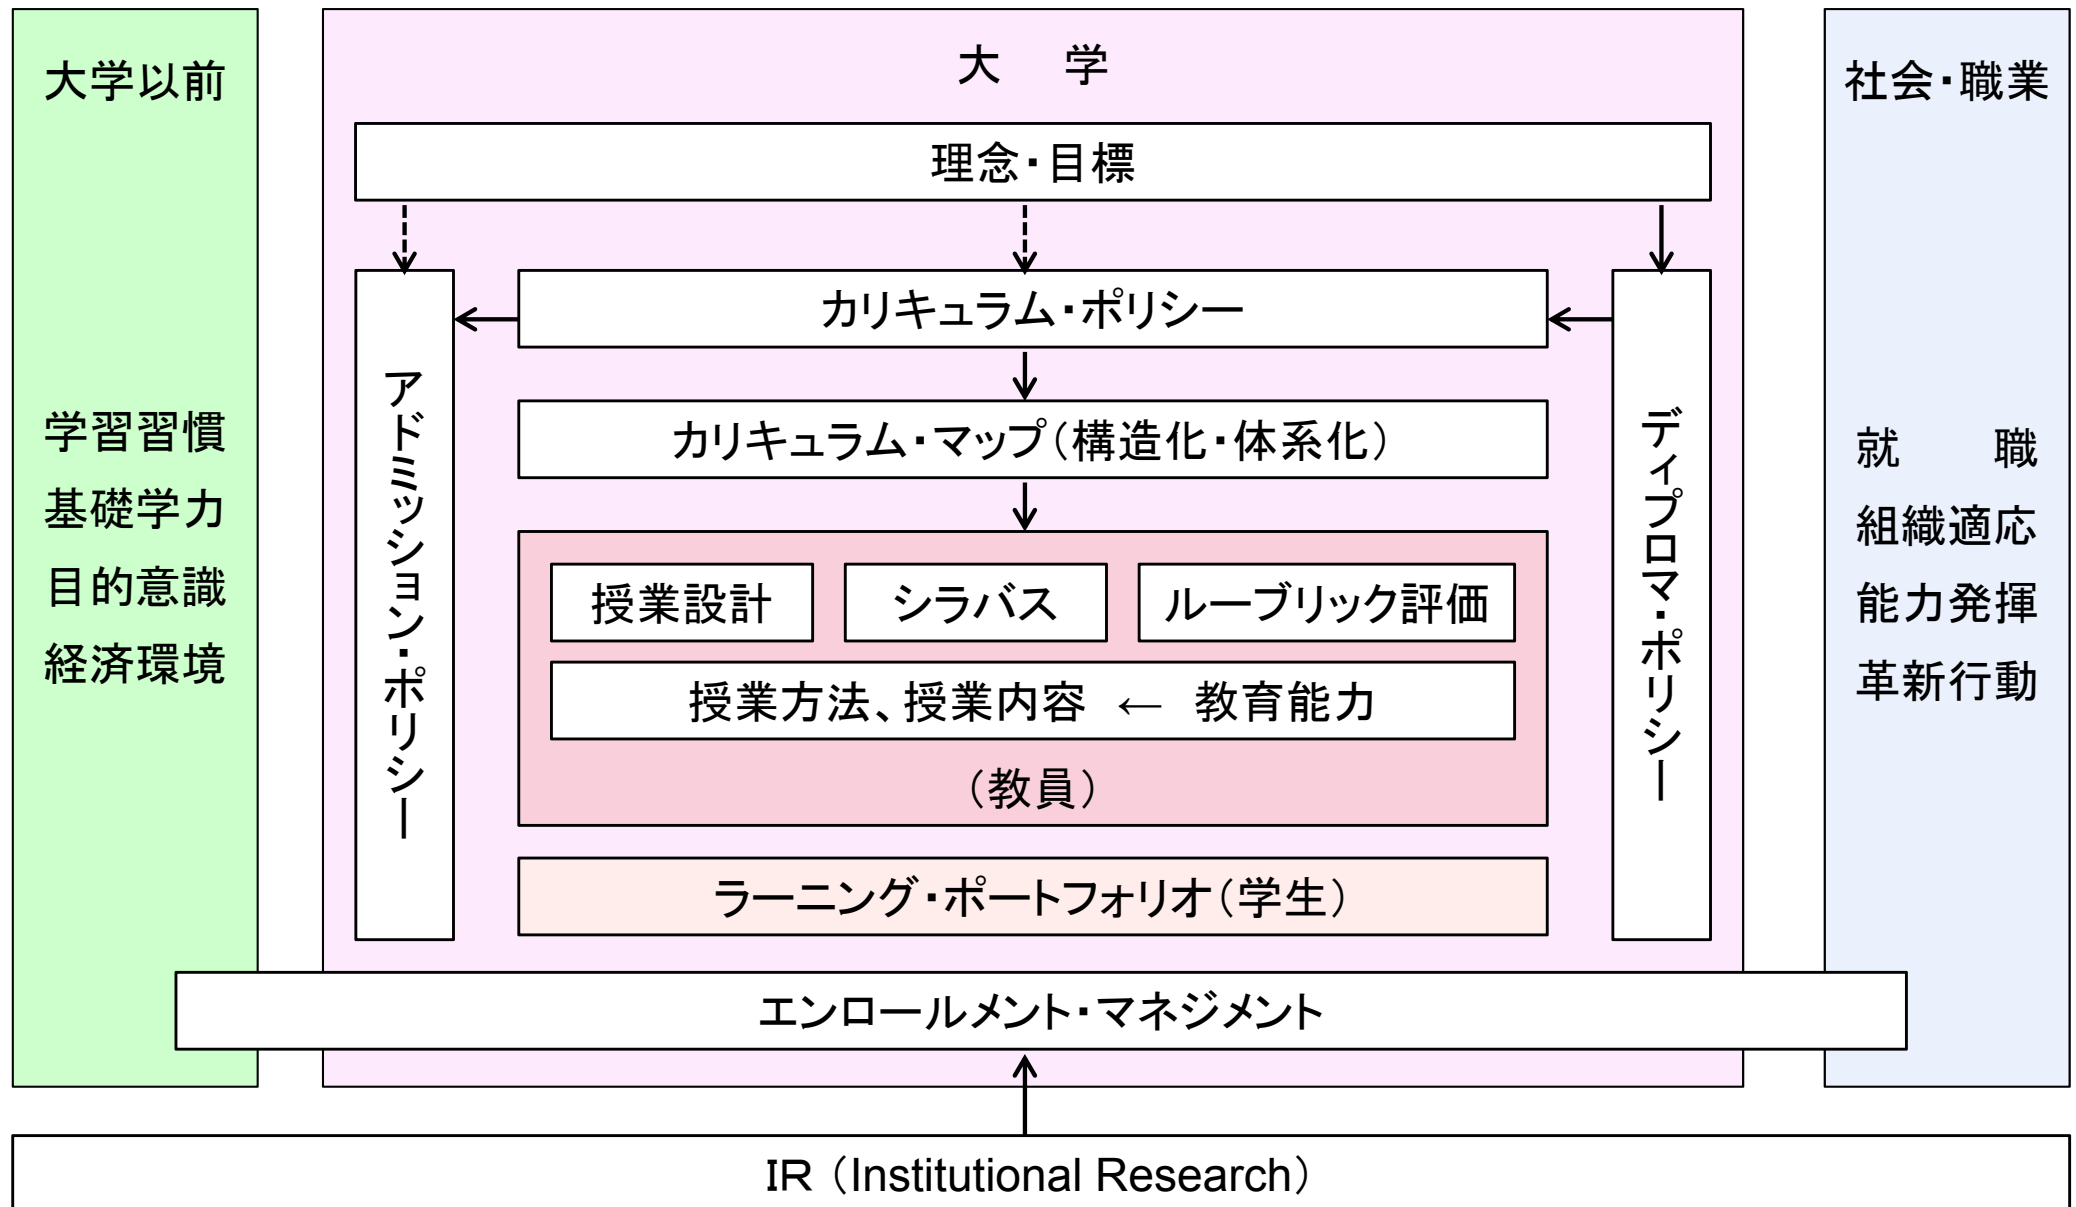 大学以前
学習習慣
基礎学力
目的意識
経済環境
大　学
理念・目標
アドミッション・ポリシー
カリキュラム・ポリシー
カリキュラム・マップ（構造化・体系化）
授業設計
シラバス
ルーブリック評価
授業方法、授業内容 ← 教育能力
（教員）
ラーニング・ポートフォリオ（学生）
ディプロマ・ポリシー
社会・職業
就　　職
組織適応
能力発揮
革新行動
エンロールメント・マネジメント
IR（Institutional Research）